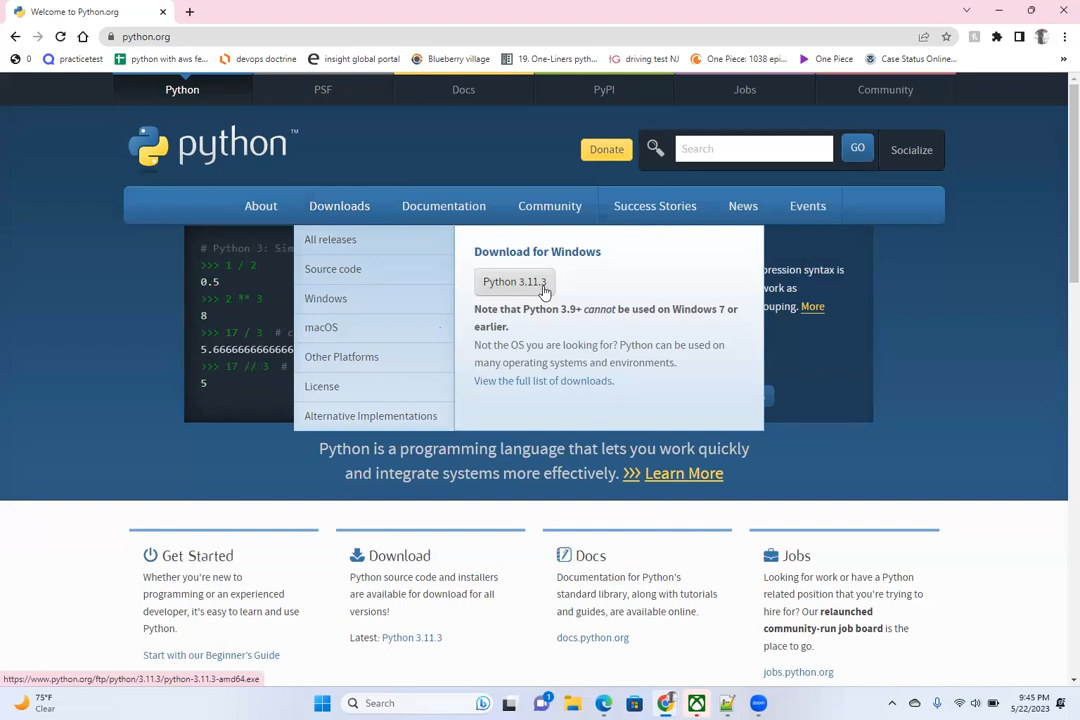 Welcome to Python.org
python.org
0
practicetest
python with aws fe...
devops doctrine
insight global portal
Blueberry village
19. One-Liners pyth...
driving test NJ
One Piece: 1038 epi...
One Piece
Case Status Online...
»
Python
PSF
Docs
PyPI
Jobs
Community
python™
Donate
Search
GO
Socialize
About
Downloads
Documentation
Community
Success Stories
News
Events
# Python 3: Sim
>>> 1 / 2
0.5
>>> 2 ** 3
8
>>> 17 / 3 # c
5.666666666666
>>> 17 // 3 #
5
All releases
Source code
Windows
macOS
Other Platforms
License
Alternative Implementations
Download for Windows
Python 3.11.3
Note that Python 3.9+ cannot be used on Windows 7 or
earlier.
Not the OS you are looking for? Python can be used on
many operating systems and environments.
View the full list of downloads.
pression syntax is
work as
ouping. More
Python is a programming language that lets you work quickly
and integrate systems more effectively. >>> Learn More
Get Started
Whether you're new to
programming or an experienced
developer, it's easy to learn and use
Python.
Start with our Beginner's Guide
Download
Python source code and installers
are available for download for all
versions!
Latest: Python 3.11.3
Docs
Documentation for Python's
standard library, along with tutorials
and guides, are available online.
docs.python.org
Jobs
Looking for work or have a Python
related position that you're trying to
hire for? Our relaunched
community-run job board is the
place to go.
jobs.python.org
https://www.python.org/ftp/python/3.11.3/python-3.11.3-amd64.exe
75°F
Clear
Search
1
9:45 PM
5/22/2023